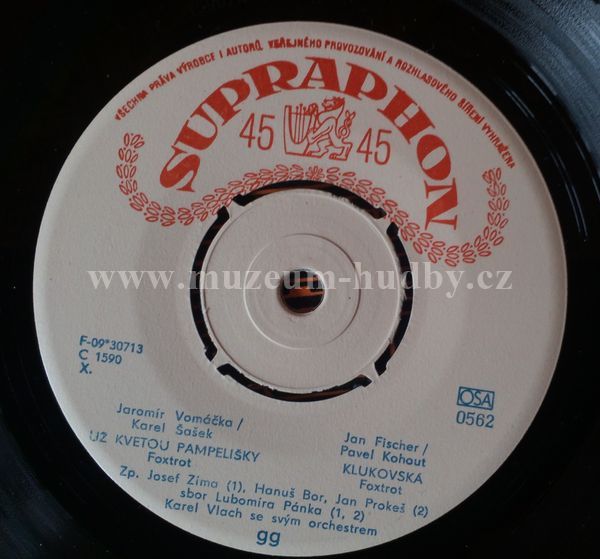 VŠECHNA PRÁVA VÝROBCE I AUTORŮ, VEŘEJNÉHO PROVOZOVÁNÍ A ROZHLASOVÉHO ŠÍŘENÍ VYHRAZENA
SUPRAPHON
45 45
www.muzeum-hudby.cz
F-09*30713
C 1590
X.
OSA
0562
Jaromír Vomáčka/
Karel Šašek
UŽ KVETOU PAMPELIŠKY
Foxtrot
Jan Fischer/
Pavel Kohout
KLUKOVSKÁ
Foxtrot
Zp. Josef Zíma (1), Hanuš Bor, Jan Prokeš (2)
sbor Lubomíra Pánka (1, 2)
Karel Vlach se svým orchestrem
gg